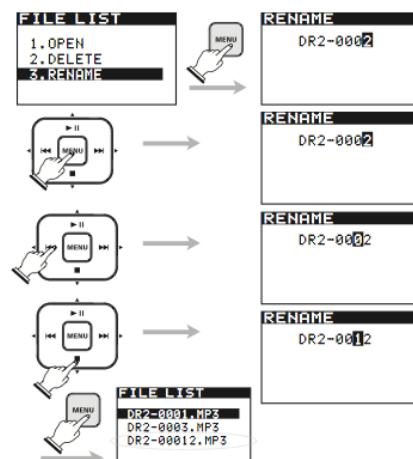 FILE LIST
1.OPEN
2.DELETE
3.RENAME
MENU
RENAME
DR2-0002
MENU
RENAME
DR2-0002
MENU
RENAME
DR2-0002
MENU
RENAME
DR2-0012
MENU
FILE LIST
DR2-0001.MP3
DR2-0003.MP3
DR2-00012.MP3